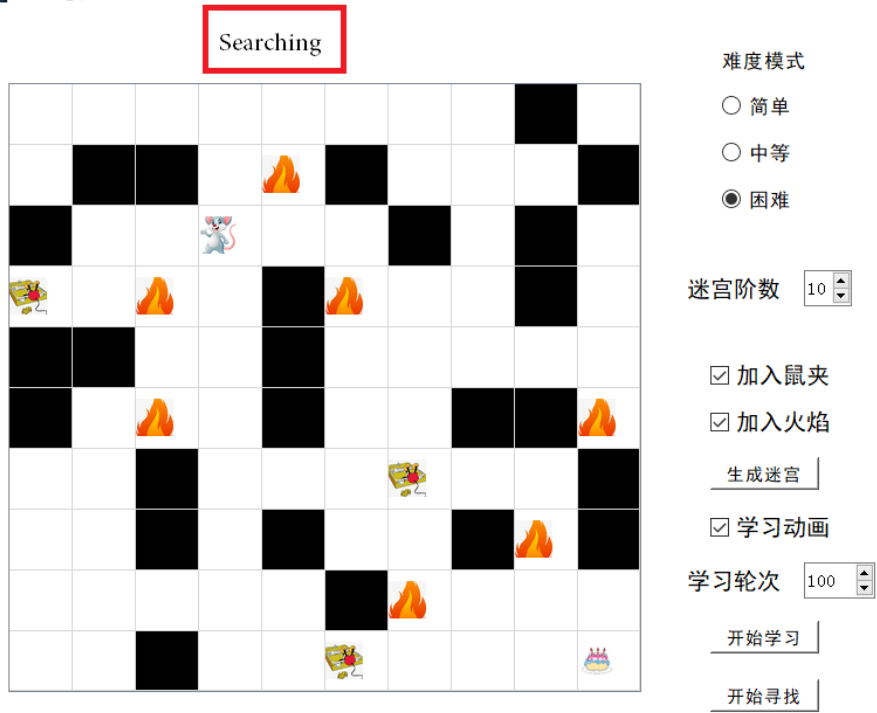 Searching
难度模式
简单
中等
困难
迷宫阶数 10
加入鼠夹
加入火焰
生成迷宫
学习动画
学习轮次 100
开始学习
开始寻找